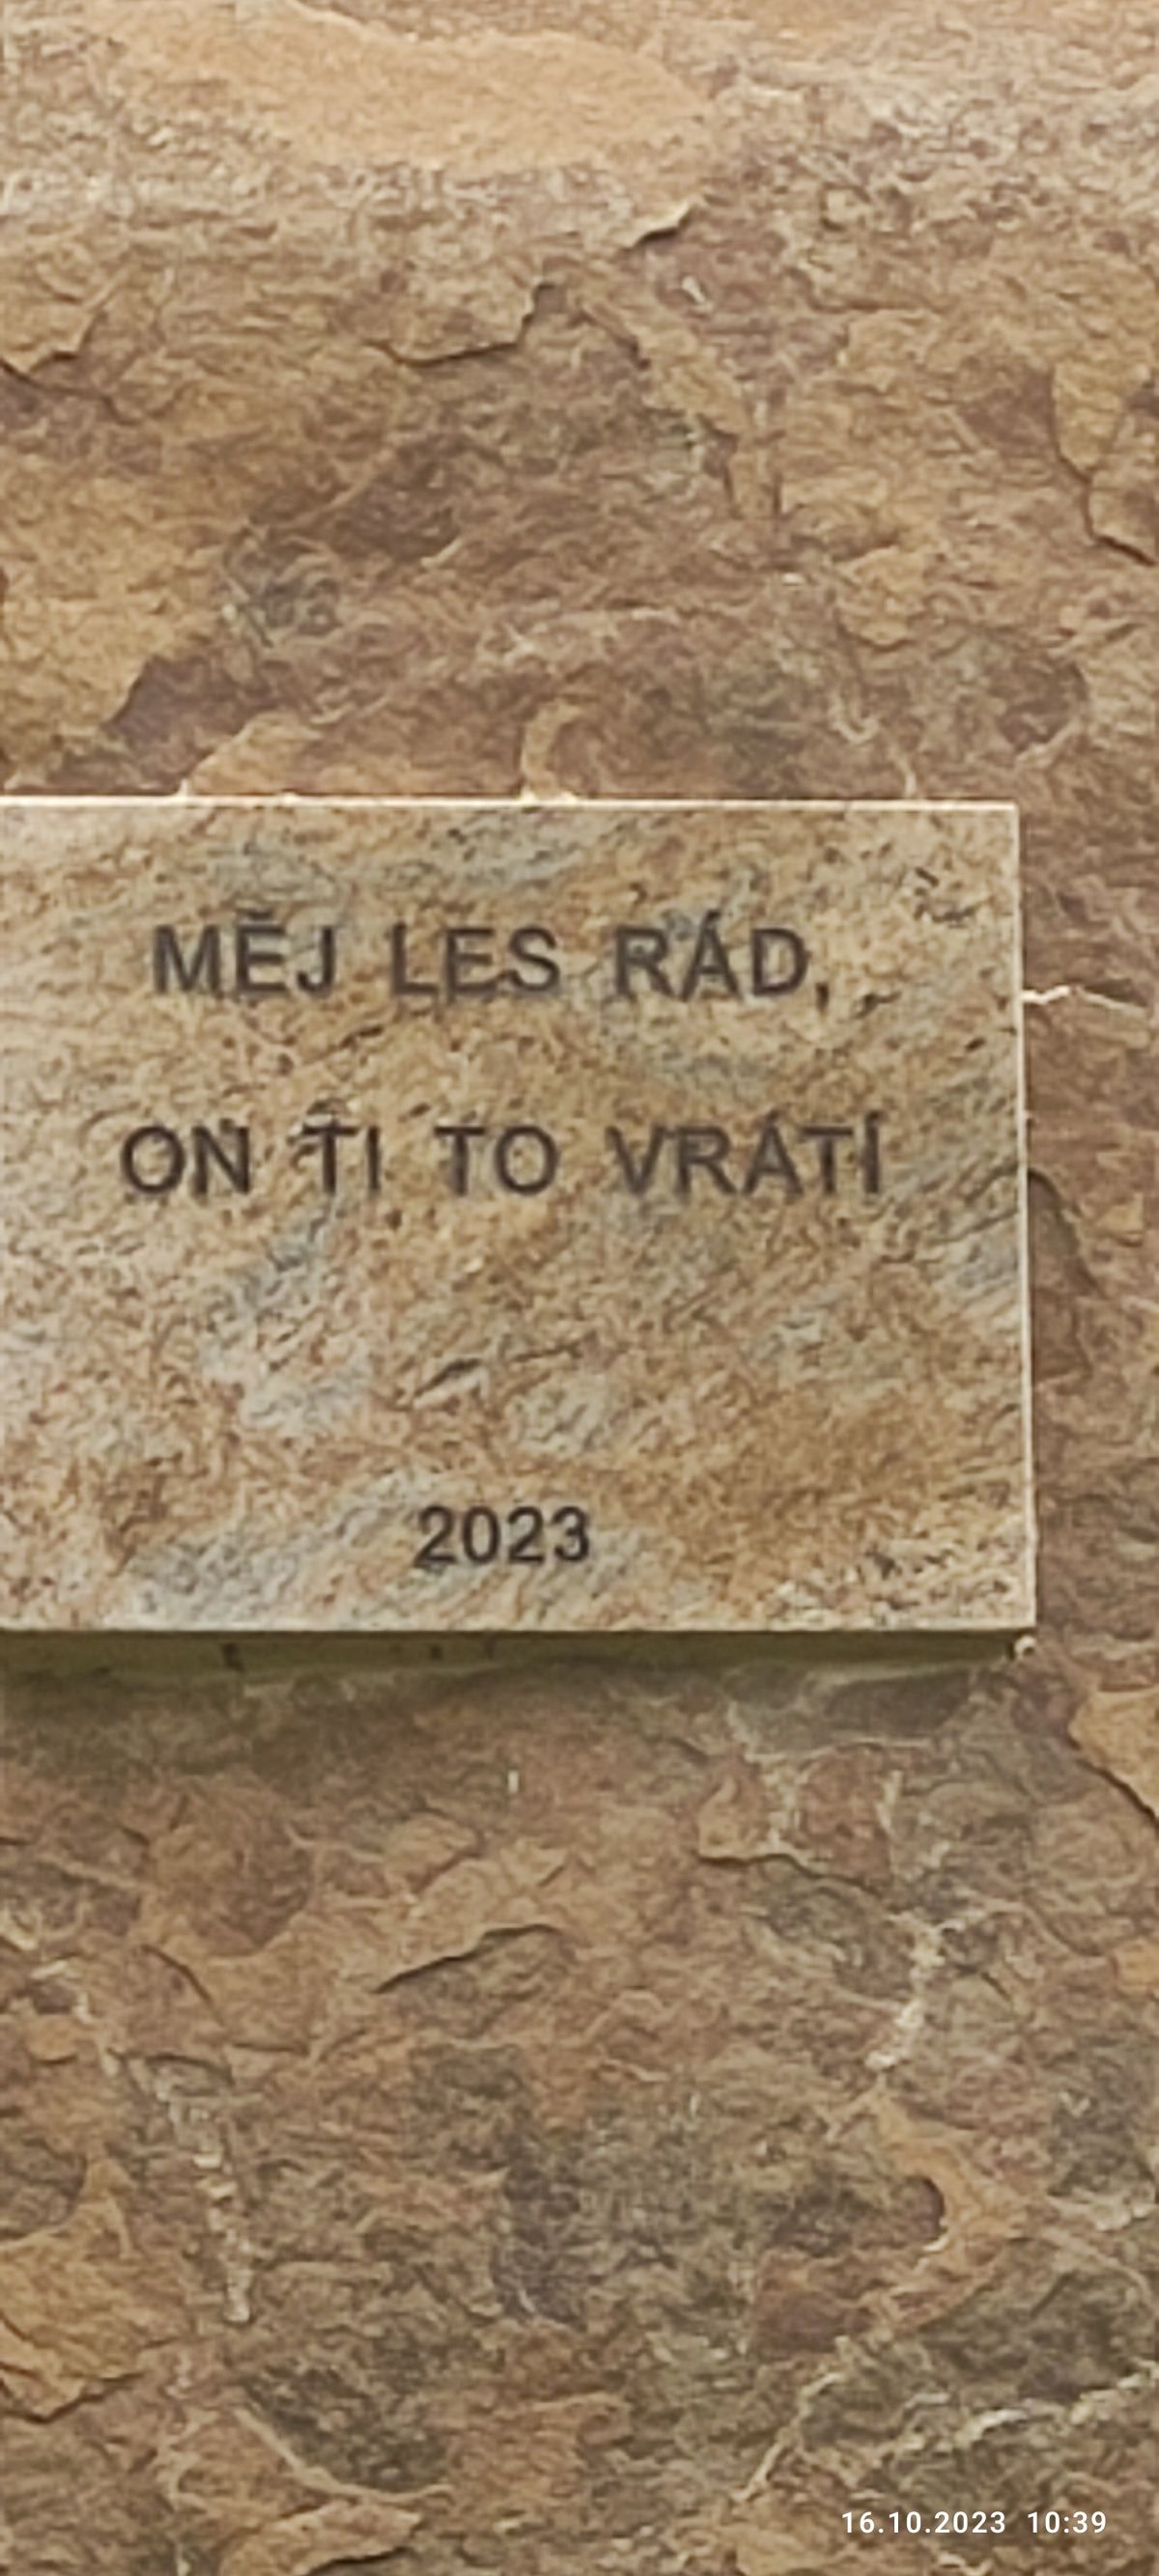 MĚJ LES RÁD,
ON TI TO VRÁTÍ
2023
16.10.2023 10:39